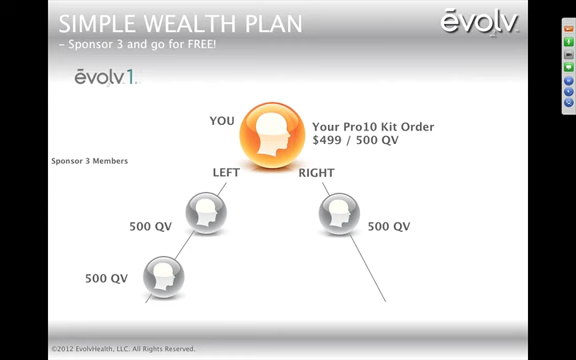 SIMPLE WEALTH PLAN
– Sponsor 3 and go for FREE!
ēvolv
ēvolv1
YOU
Your Pro10 Kit Order
$499 / 500 QV
Sponsor 3 Members
LEFT
RIGHT
500 QV
500 QV
500 QV
©2012 EvolvHealth, LLC. All Rights Reserved.